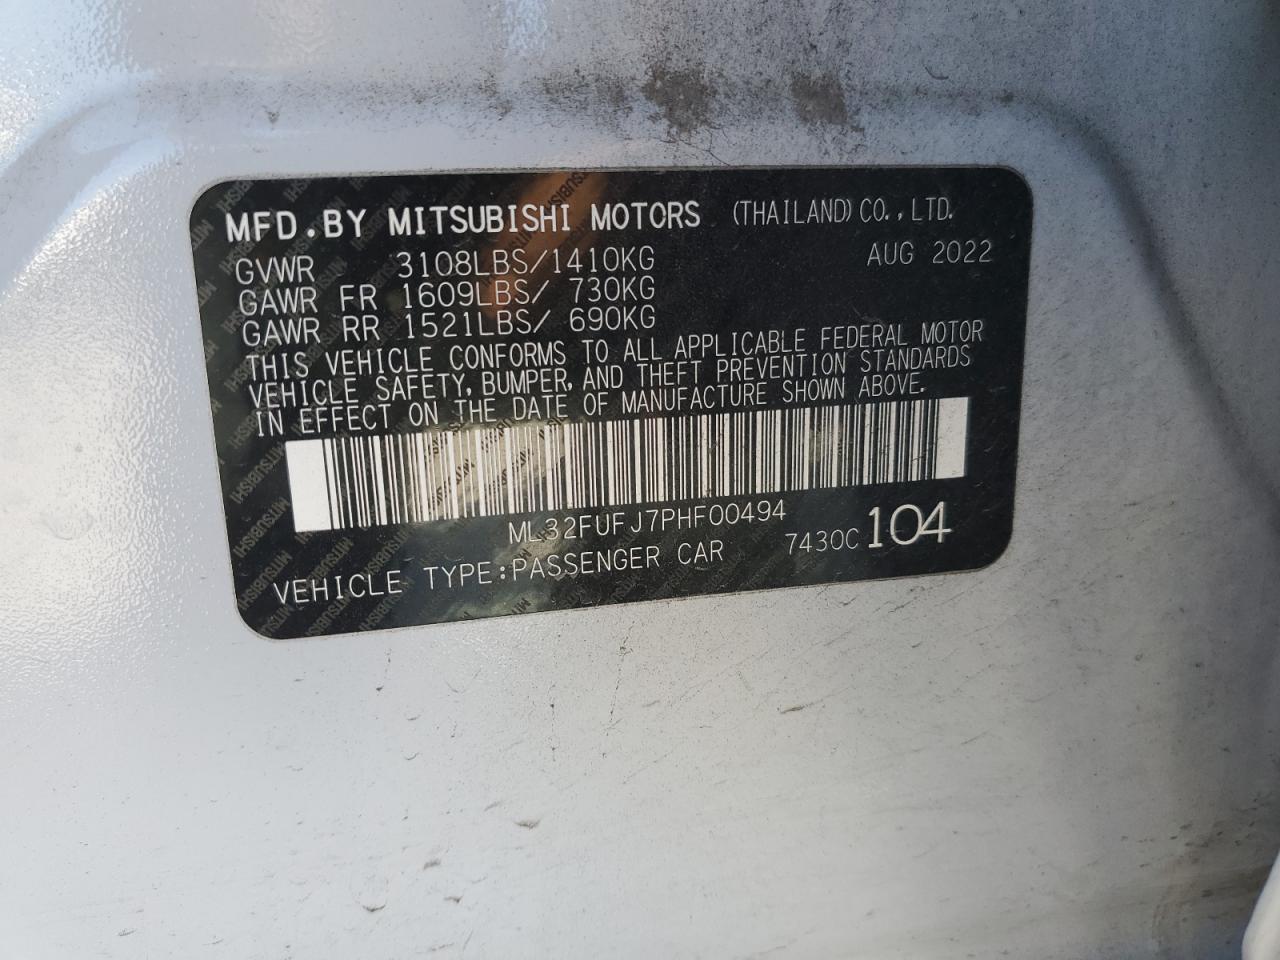 MFD.BY MITSUBISHI MOTORS (THAILAND)CO.,LTD.
GVWR 3108LBS/1410KG AUG 2022
GAWR FR 1609LBS/ 730KG
GAWR RR 1521LBS/ 690KG
THIS VEHICLE CONFORMS TO ALL APPLICABLE FEDERAL MOTOR
VEHICLE SAFETY, BUMPER, AND THEFT PREVENTION STANDARDS
IN EFFECT ON THE DATE OF MANUFACTURE SHOWN ABOVE.
ML32FUFJ7PHF00494
VEHICLE TYPE:PASSENGER CAR 7430C 104